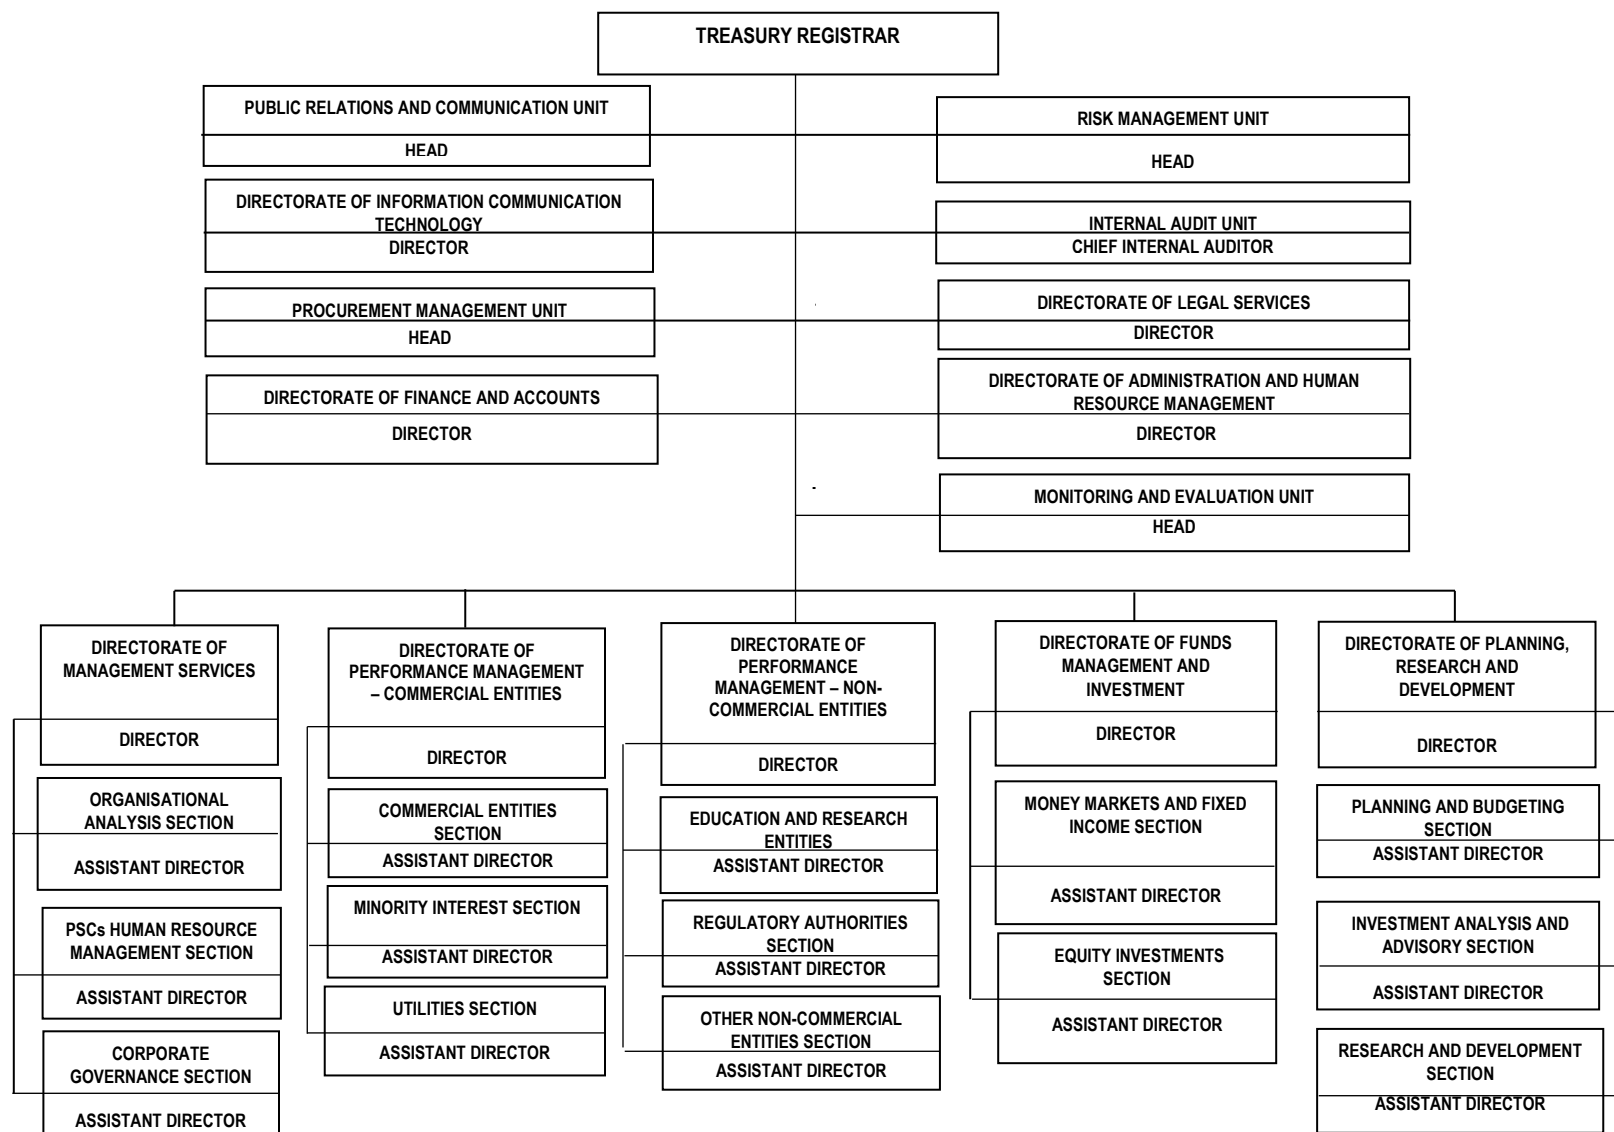 TREASURY REGISTRAR
PUBLIC RELATIONS AND COMMUNICATION UNIT
HEAD
RISK MANAGEMENT UNIT
HEAD
DIRECTORATE OF INFORMATION COMMUNICATION
TECHNOLOGY
DIRECTOR
INTERNAL AUDIT UNIT
CHIEF INTERNAL AUDITOR
PROCUREMENT MANAGEMENT UNIT
HEAD
DIRECTORATE OF LEGAL SERVICES
DIRECTOR
DIRECTORATE OF FINANCE AND ACCOUNTS
DIRECTOR
DIRECTORATE OF ADMINISTRATION AND HUMAN
RESOURCE MANAGEMENT
DIRECTOR
MONITORING AND EVALUATION UNIT
HEAD
DIRECTORATE OF
MANAGEMENT SERVICES
DIRECTOR
ORGANISATIONAL
ANALYSIS SECTION
ASSISTANT DIRECTOR
PSCs HUMAN RESOURCE
MANAGEMENT SECTION
ASSISTANT DIRECTOR
CORPORATE
GOVERNANCE SECTION
ASSISTANT DIRECTOR
DIRECTORATE OF
PERFORMANCE MANAGEMENT
– COMMERCIAL ENTITIES
DIRECTOR
COMMERCIAL ENTITIES
SECTION
ASSISTANT DIRECTOR
MINORITY INTEREST SECTION
ASSISTANT DIRECTOR
UTILITIES SECTION
ASSISTANT DIRECTOR
DIRECTORATE OF
PERFORMANCE
MANAGEMENT – NON-
COMMERCIAL ENTITIES
DIRECTOR
EDUCATION AND RESEARCH
ENTITIES
ASSISTANT DIRECTOR
REGULATORY AUTHORITIES
SECTION
ASSISTANT DIRECTOR
OTHER NON-COMMERCIAL
ENTITIES SECTION
ASSISTANT DIRECTOR
DIRECTORATE OF FUNDS
MANAGEMENT AND
INVESTMENT
DIRECTOR
MONEY MARKETS AND FIXED
INCOME SECTION
ASSISTANT DIRECTOR
EQUITY INVESTMENTS
SECTION
ASSISTANT DIRECTOR
DIRECTORATE OF PLANNING,
RESEARCH AND
DEVELOPMENT
DIRECTOR
PLANNING AND BUDGETING
SECTION
ASSISTANT DIRECTOR
INVESTMENT ANALYSIS AND
ADVISORY SECTION
ASSISTANT DIRECTOR
RESEARCH AND DEVELOPMENT
SECTION
ASSISTANT DIRECTOR